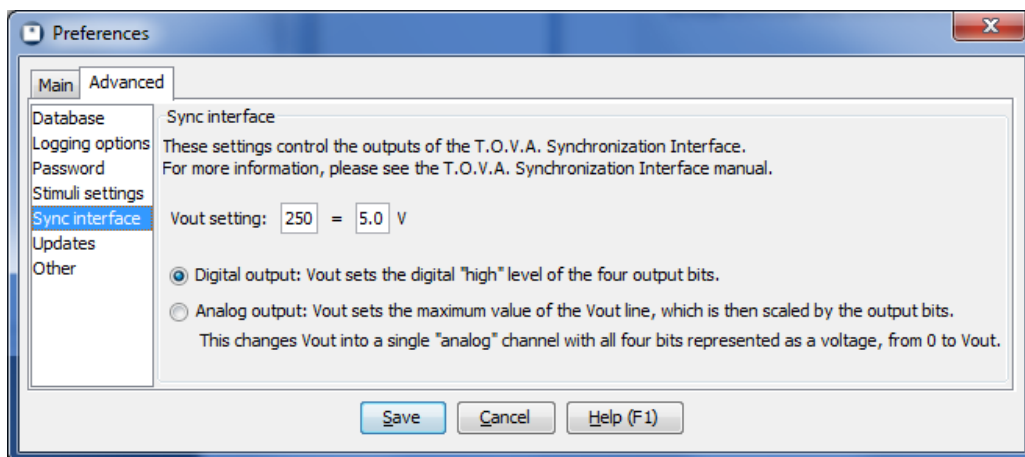 Preferences
Main Advanced
Database
Logging options
Password
Stimuli settings
Sync interface
Updates
Other
Sync interface
These settings control the outputs of the T.O.V.A. Synchronization Interface.
For more information, please see the T.O.V.A. Synchronization Interface manual.
Vout setting: 250 = 5.0 V
Digital output: Vout sets the digital "high" level of the four output bits.
Analog output: Vout sets the maximum value of the Vout line, which is then scaled by the output bits.
This changes Vout into a single "analog" channel with all four bits represented as a voltage, from 0 to Vout.
Save Cancel Help (F1)